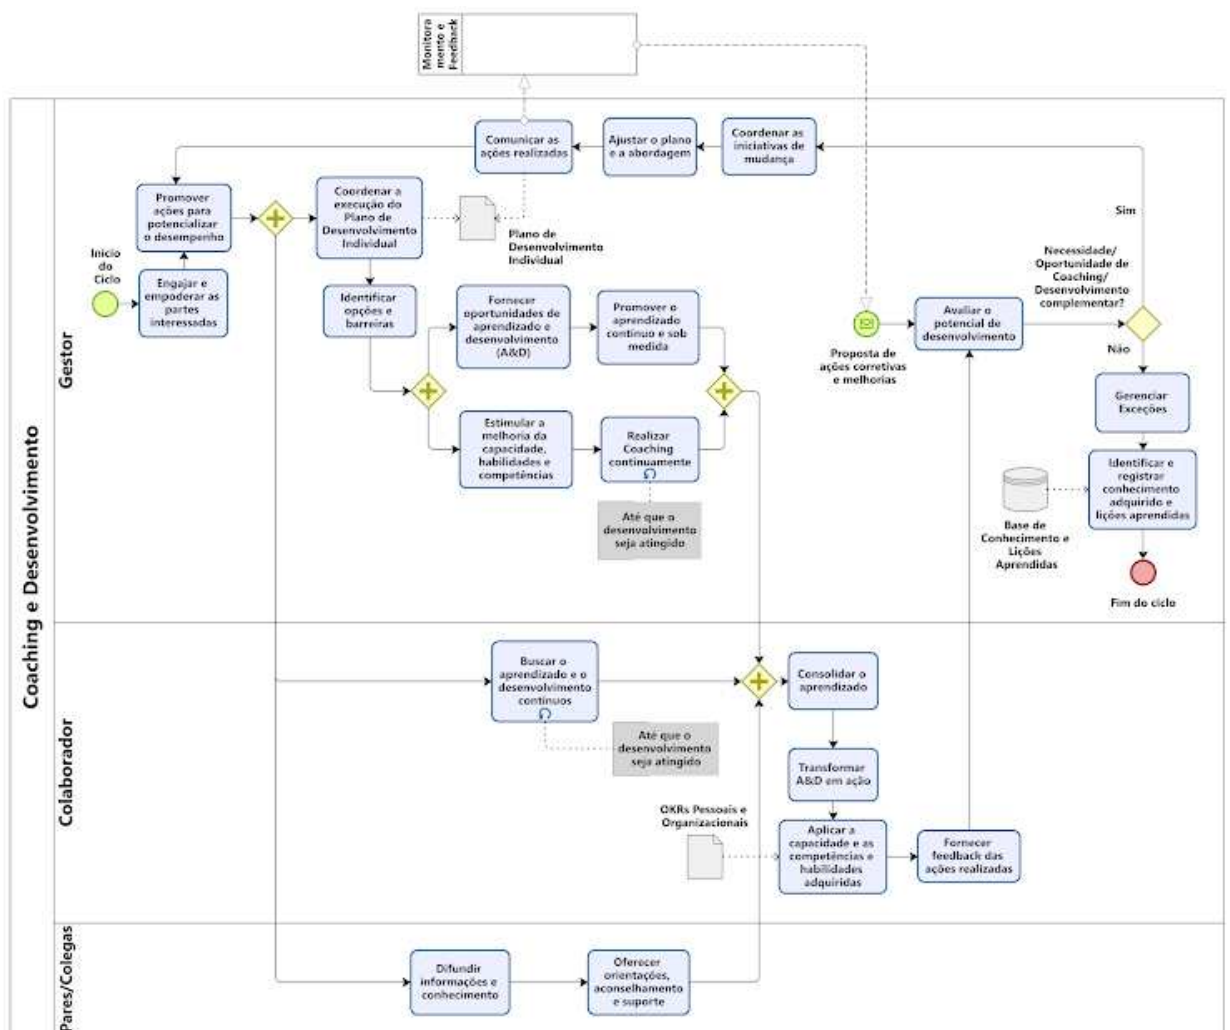 Monitora
mento e
Feedback
Coaching e Desenvolvimento
Gestor
Comunicar as
ações realizadas
Ajustar o plano
e a abordagem
Coordenar as
iniciativas de
mudança
Promover
ações para
potencializar
o desempenho
Coordenar a
execução do
Plano de
Desenvolvimento
Individual
Plano de
Desenvolvimento
Individual
Sim
Inicio
do
Ciclo
Engajar e
empoderar as
partes
interessadas
Identificar
opções e
barreiras
Fornecer
oportunidades de
aprendizado e
desenvolvimento
(A&D)
Promover o
aprendizado
contínuo e sob
medida
Proposta de
ações corretivas
e melhorias
Avaliar o
potencial de
desenvolvimento
Necessidade/
Oportunidade de
Coaching/
Desenvolvimento
complementar?
Não
Estimular a
melhoria da
capacidade,
habilidades e
competências
Realizar
Coaching
continuamente
Até que o
desenvolvimento
seja atingido
Gerenciar
Exceções
Identificar e
registrar
conhecimento
adquirido e
lições aprendidas
Base de
Conhecimento e
Lições
Aprendidas
Fim do ciclo
Colaborador
Buscar o
aprendizado e o
desenvolvimento
contínuos
Até que o
desenvolvimento
seja atingido
Consolidar o
aprendizado
Transformar
A&D em ação
OKRs Pessoais e
Organizacionais
Aplicar a
capacidade e as
competências e
habilidades
adquiridas
Fornecer
feedback das
ações realizadas
Pares/Colegas
Difundir
informações e
conhecimento
Oferecer
orientações,
aconselhamento
e suporte